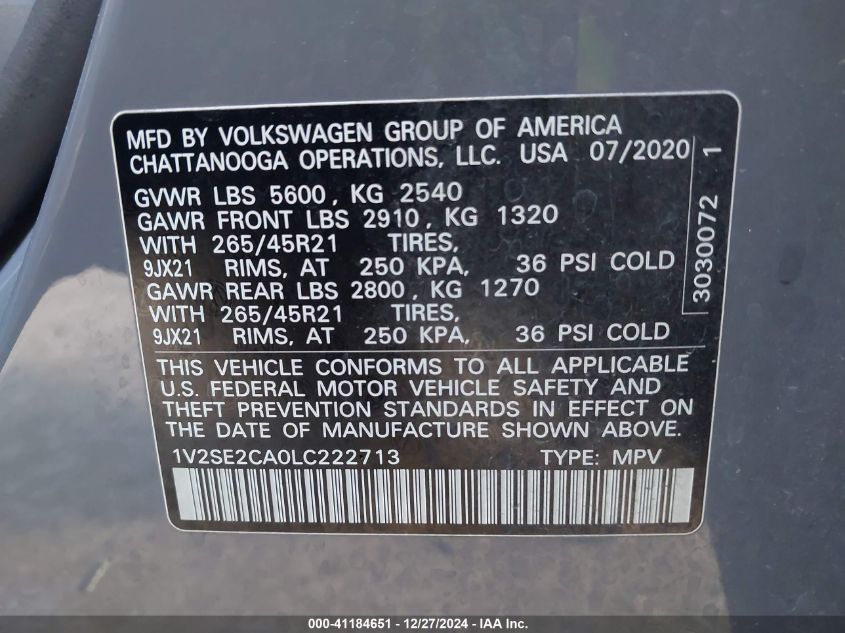 MFD BY VOLKSWAGEN GROUP OF AMERICA
CHATTANOOGA OPERATIONS, LLC. USA 07/2020
GVWR LBS 5600, KG 2540
GAWR FRONT LBS 2910, KG 1320
WITH 265/45R21 TIRES,
9JX21 RIMS, AT 250 KPA, 36 PSI COLD
GAWR REAR LBS 2800, KG 1270
WITH 265/45R21 TIRES,
9JX21 RIMS, AT 250 KPA, 36 PSI COLD
3030072 1
THIS VEHICLE CONFORMS TO ALL APPLICABLE
U.S. FEDERAL MOTOR VEHICLE SAFETY AND
THEFT PREVENTION STANDARDS IN EFFECT ON
THE DATE OF MANUFACTURE SHOWN ABOVE.
1V2SE2CA0LC222713 TYPE: MPV
000-41184651 - 12/27/2024 - IAA Inc.